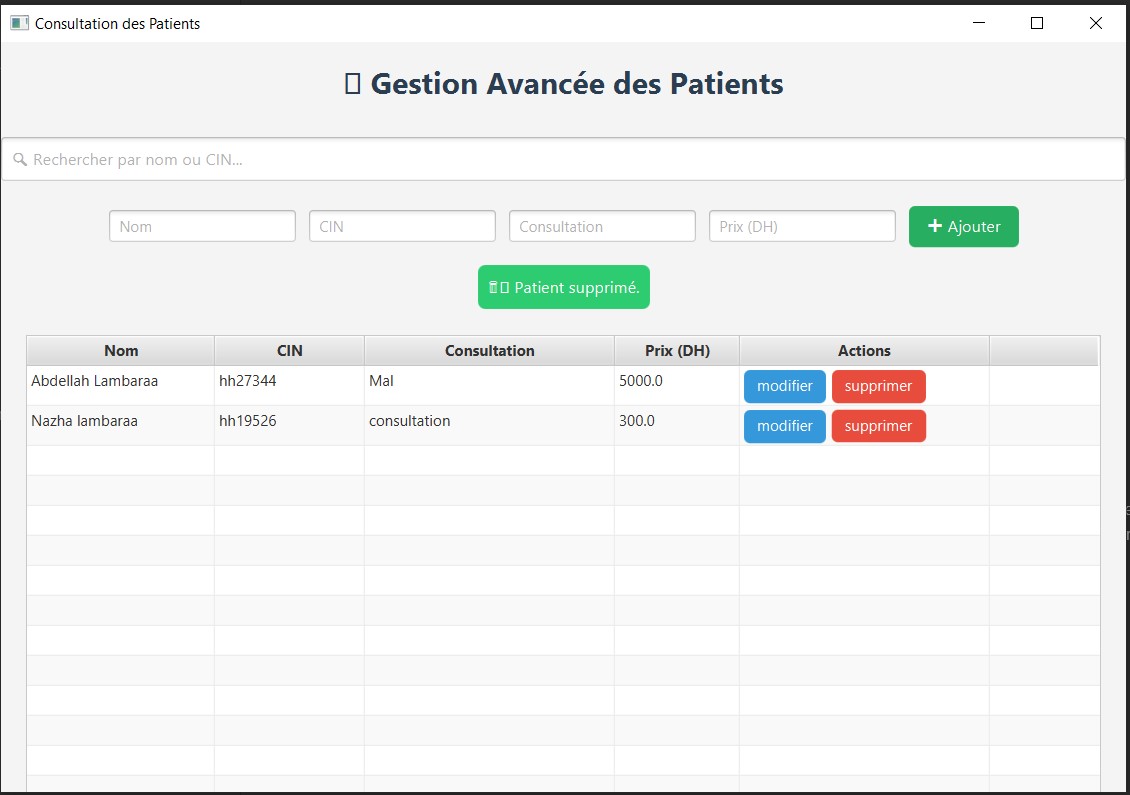 Consultation des Patients
Gestion Avancée des Patients
Rechercher par nom ou CIN...
Nom CIN Consultation Prix (DH) + Ajouter
Patient supprimé.
Nom CIN Consultation Prix (DH) Actions
Abdellah Lambaraa hh27344 Mal 5000.0 modifier supprimer
Nazha lambaraa hh19526 consultation 300.0 modifier supprimer